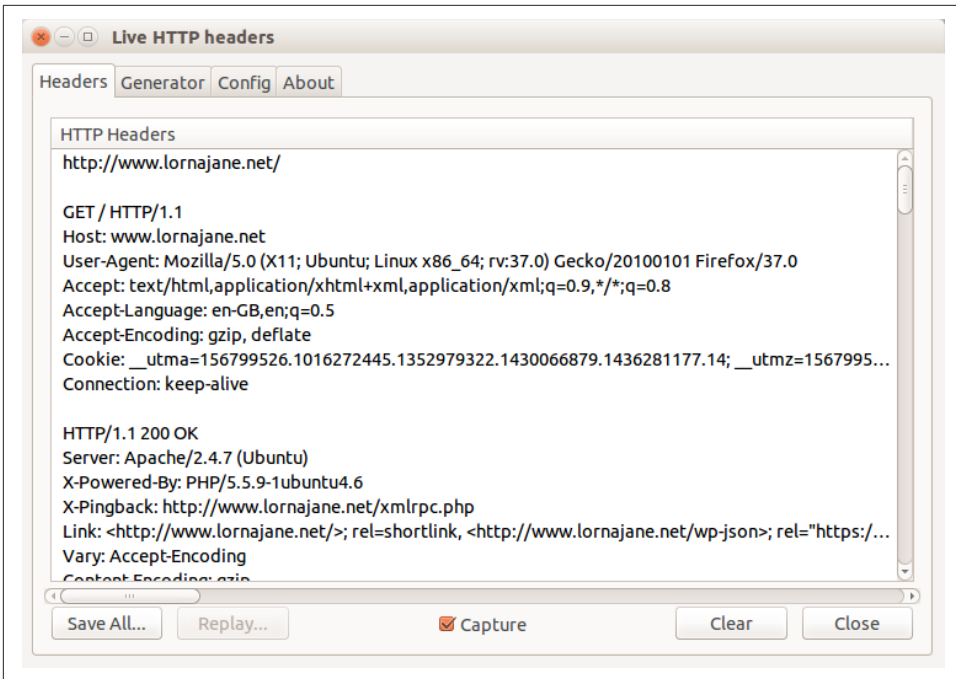 Live HTTP headers
Headers Generator Config About
HTTP Headers
http://www.lornajane.net/
GET / HTTP/1.1
Host: www.lornajane.net
User-Agent: Mozilla/5.0 (X11; Ubuntu; Linux x86_64; rv:37.0) Gecko/20100101 Firefox/37.0
Accept: text/html,application/xhtml+xml,application/xml;q=0.9,*/*;q=0.8
Accept-Language: en-GB,en;q=0.5
Accept-Encoding: gzip, deflate
Cookie: __utma=156799526.1016272445.1352979322.1430066879.1436281177.14; __utmz=1567995...
Connection: keep-alive
HTTP/1.1 200 OK
Server: Apache/2.4.7 (Ubuntu)
X-Powered-By: PHP/5.5.9-1ubuntu4.6
X-Pingback: http://www.lornajane.net/xmlrpc.php
Link: <http://www.lornajane.net/>; rel=shortlink, <http://www.lornajane.net/wp-json>; rel="https:/...
Vary: Accept-Encoding
Content-Encoding: gzip
Save All... Replay... Capture Clear Close